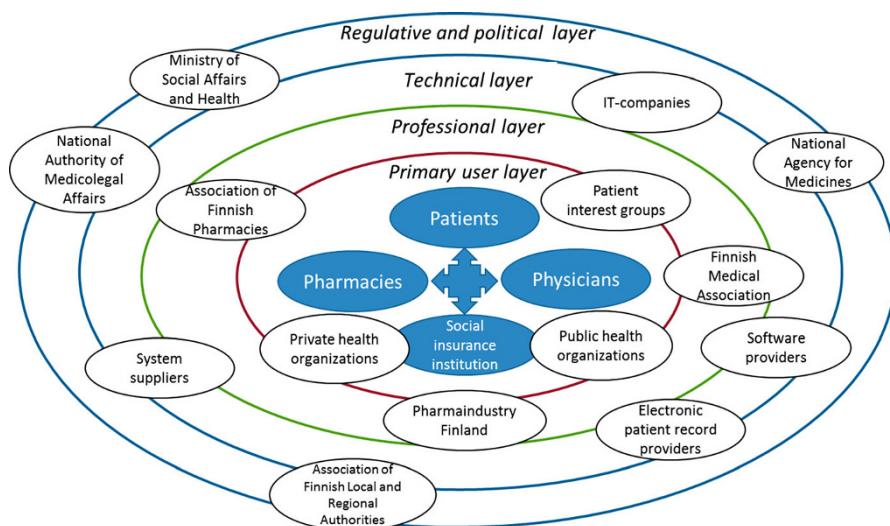 Regulative and political layer
Ministry of
Social Affairs
and Health
Technical layer
IT-companies
National
Authority of
Medicolegal
Affairs
Professional layer
National
Agency for
Medicines
Primary user layer
Association of
Finnish
Pharmacies
Patient
interest groups
Patients
Finnish
Medical
Association
Pharmacies
Physicians
Private health
organizations
Social
insurance
institution
Public health
organizations
Software
providers
System
suppliers
Pharmaindustry
Finland
Electronic
patient record
providers
Association of
Finnish Local and
Regional
Authorities